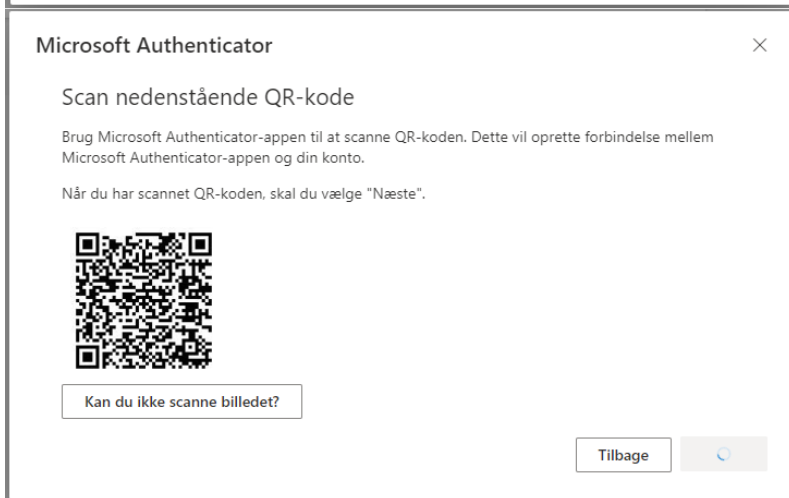 Microsoft Authenticator
Scan nedenstående QR-kode
Brug Microsoft Authenticator-appen til at scanne QR-koden. Dette vil oprette forbindelse mellem
Microsoft Authenticator-appen og din konto.
Når du har scannet QR-koden, skal du vælge "Næste".
Kan du ikke scanne billedet?
Tilbage